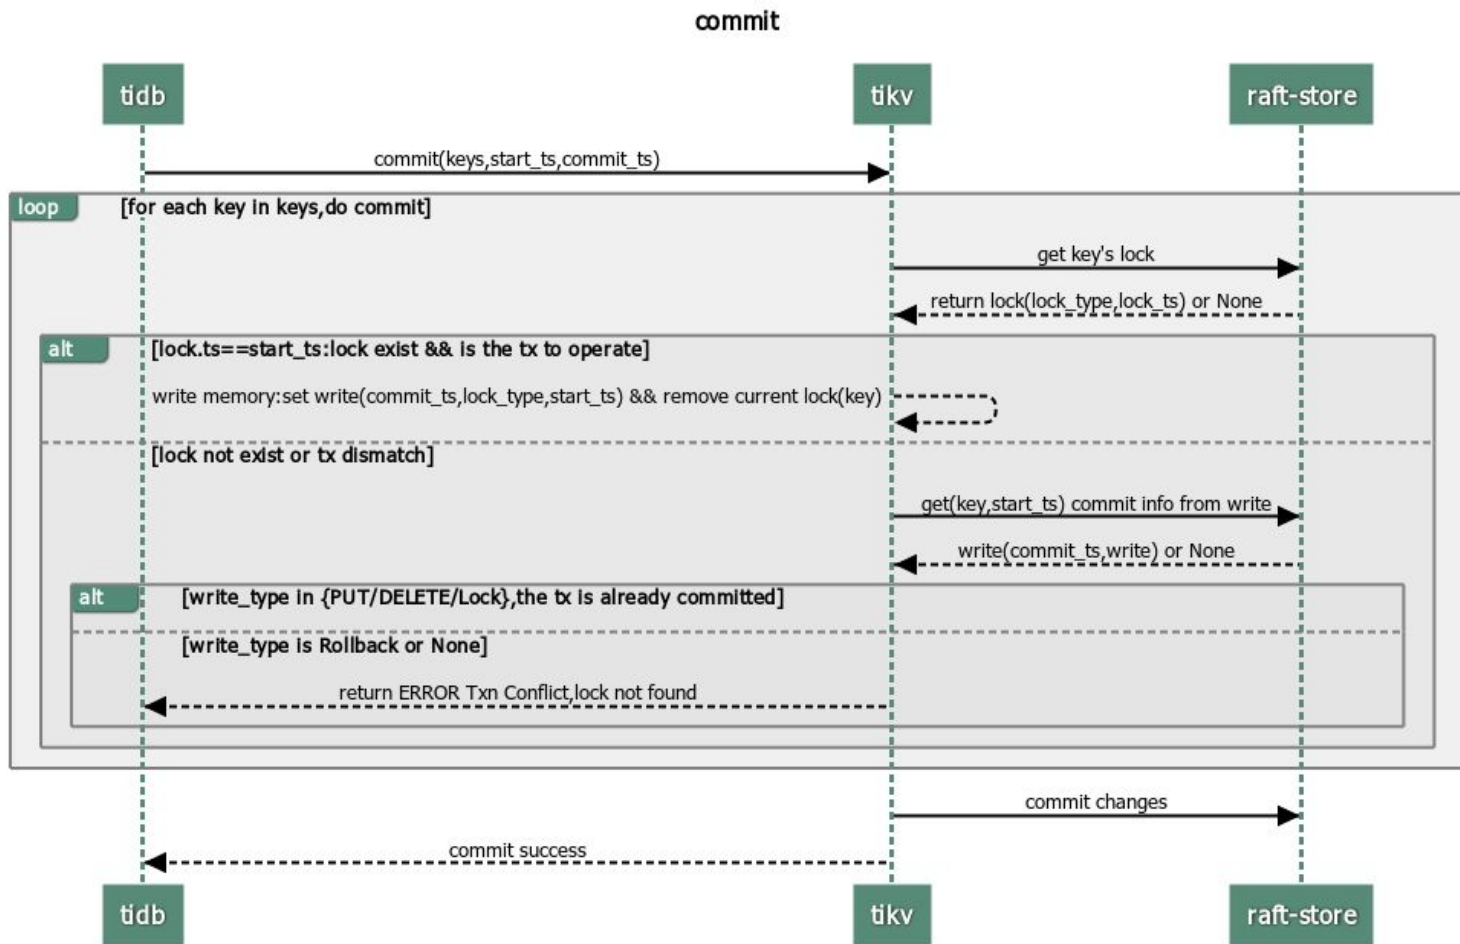 commit
tidb
tikv
raft-store
commit(keys,start_ts,commit_ts)
loop
[for each key in keys,do commit]
get key's lock
return lock(lock_type,lock_ts) or None
alt
[lock.ts==start_ts:lock exist && is the tx to operate]
write memory:set write(commit_ts,lock_type,start_ts) && remove current lock(key)
[lock not exist or tx dismatch]
get(key,start_ts) commit info from write
write(commit_ts,write) or None
alt
[write_type in {PUT/DELETE/Lock},the tx is already committed]
[write_type is Rollback or None]
return ERROR Txn Conflict,lock not found
commit changes
commit success
tidb
tikv
raft-store